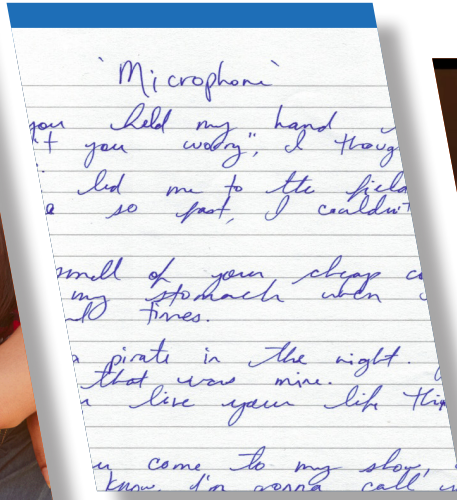 'Microphone'
you held my hand
't you worry", I thoug
led me to the field
so fast, I couldn't
smell of your cheap co
my stomach when
times.
pirate in the night.
that was mine.
live your life thin
come to my show,
know, I'm gonna call